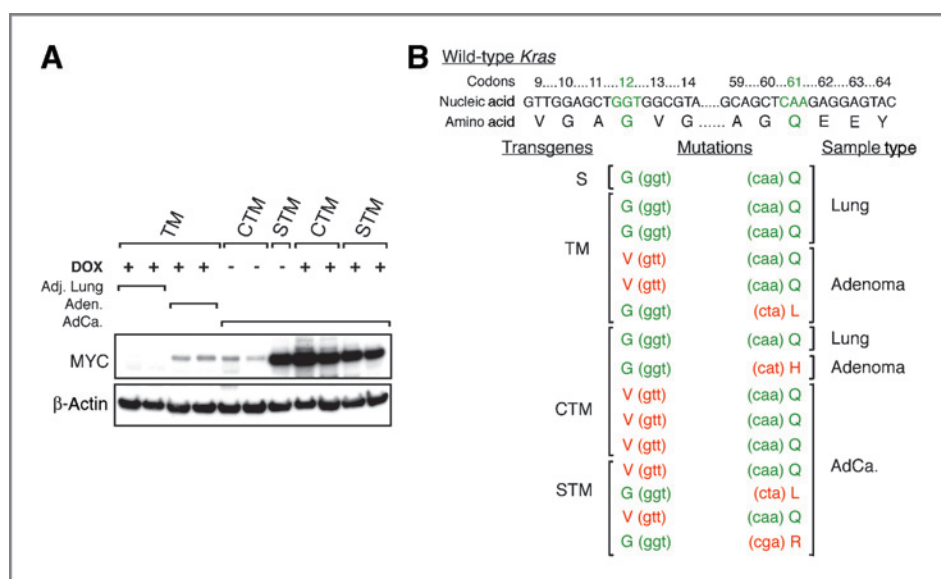 A
TM
CTM
STM
CTM
STM
DOX + + + + - - - + + + +
Adj. Lung
Aden.
AdCa.
MYC
β-Actin
B
Wild-type Kras
Codons 9....10....11....12....13....14 59....60....61....62....63....64
Nucleic acid GTTGGAGCTGGTGGCGTA.....GCAGCTCAAGAGGAGTAC
Amino acid V G A G V G ...... A G Q E E Y
Transgenes Mutations Sample type
S G (ggt) (caa) Q
G (ggt) (caa) Q Lung
G (ggt) (caa) Q
TM V (gtt) (caa) Q
V (gtt) (caa) Q Adenoma
G (ggt) (cta) L
G (ggt) (caa) Q Lung
G (ggt) (cat) H Adenoma
CTM V (gtt) (caa) Q
V (gtt) (caa) Q
V (gtt) (caa) Q
V (gtt) (caa) Q AdCa.
STM G (ggt) (cta) L
V (gtt) (caa) Q
G (ggt) (cga) R